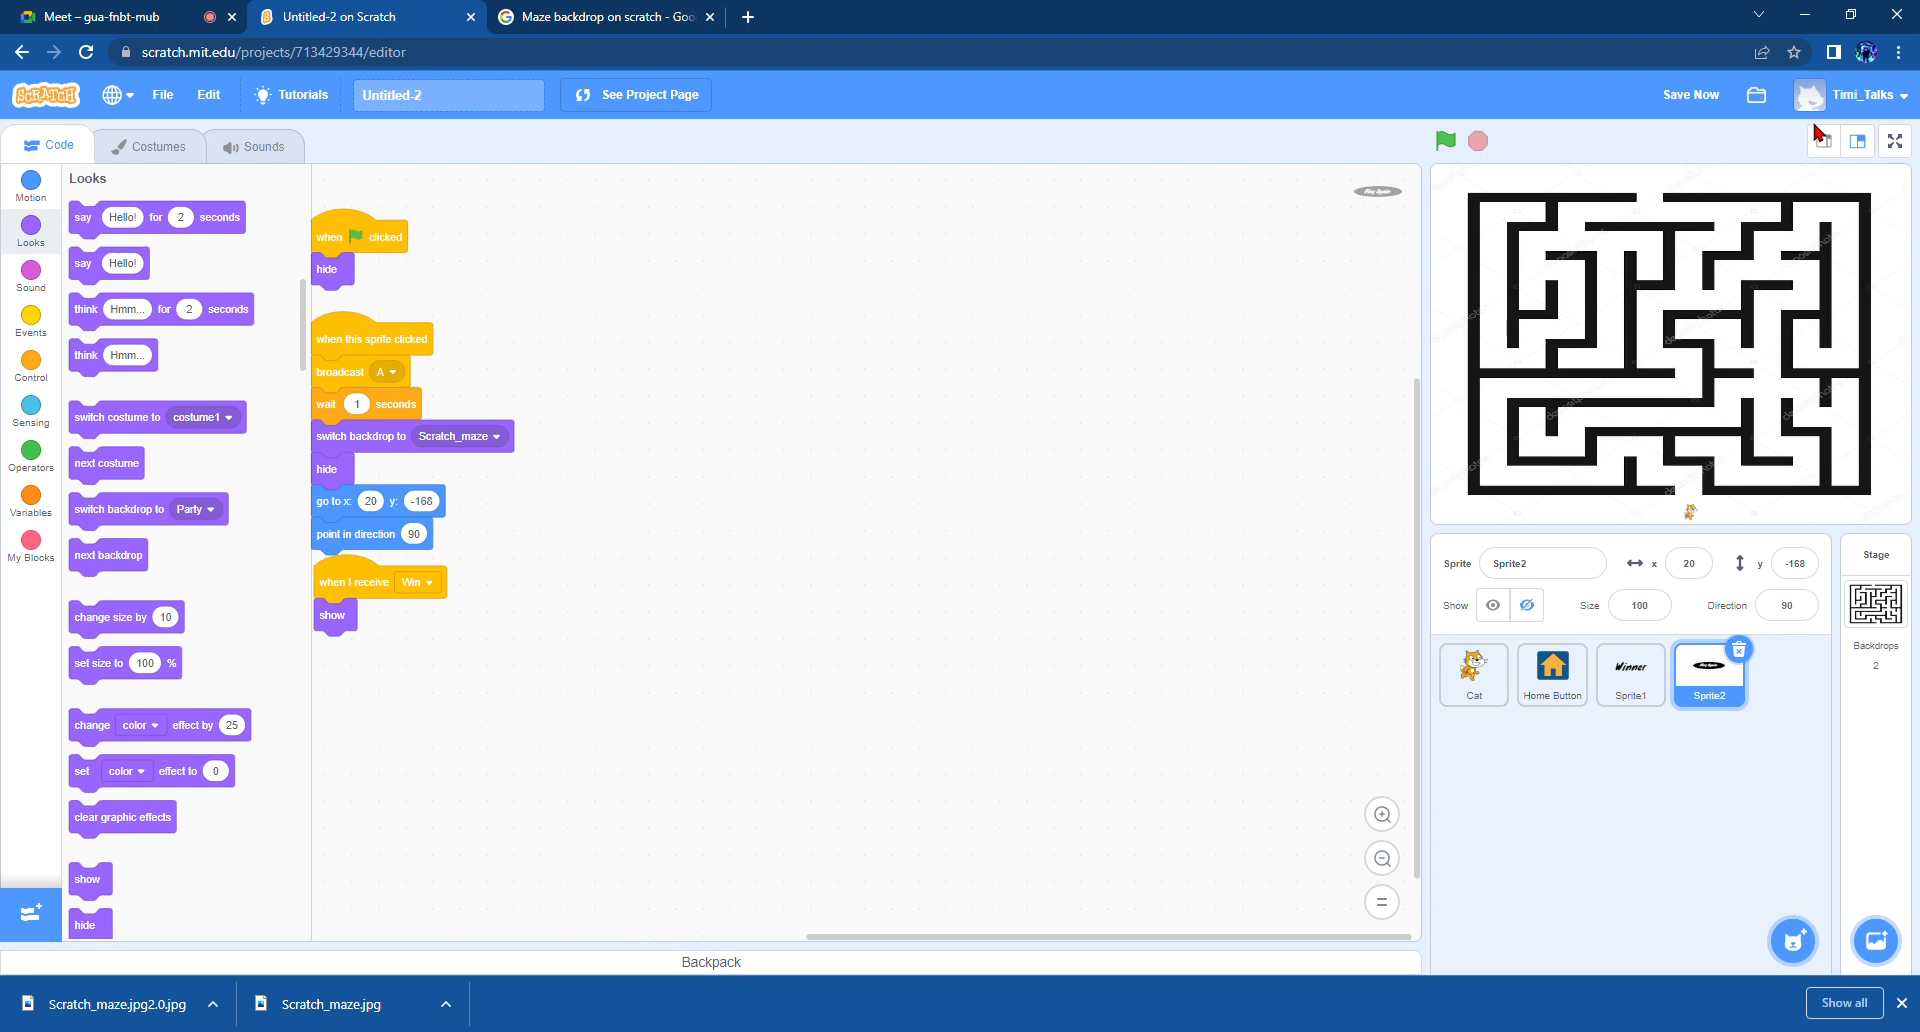 Meet – gua-fnbt-mub
Untitled-2 on Scratch
Maze backdrop on scratch - Goo
scratch.mit.edu/projects/713429344/editor
SCRATCH
File
Edit
Tutorials
Untitled-2
See Project Page
Save Now
Timi_Talks
Code
Costumes
Sounds
Motion
Looks
Sound
Events
Control
Sensing
Operators
Variables
My Blocks
Looks
say Hello! for 2 seconds
say Hello!
think Hmm... for 2 seconds
think Hmm...
switch costume to costume1
next costume
switch backdrop to Party
next backdrop
change size by 10
set size to 100 %
change color effect by 25
set color effect to 0
clear graphic effects
show
hide
when clicked
hide
when this sprite clicked
broadcast A
wait 1 seconds
switch backdrop to Scratch_maze
hide
go to x: 20 y: -168
point in direction 90
when I receive Win
show
Backpack
Sprite Sprite2 x 20 y -168
Show Size 100 Direction 90
Cat
Home Button
Winner
Sprite1
Sprite2
Stage
Backdrops
2
Scratch_maze.jpg2.0.jpg
Scratch_maze.jpg
Show all